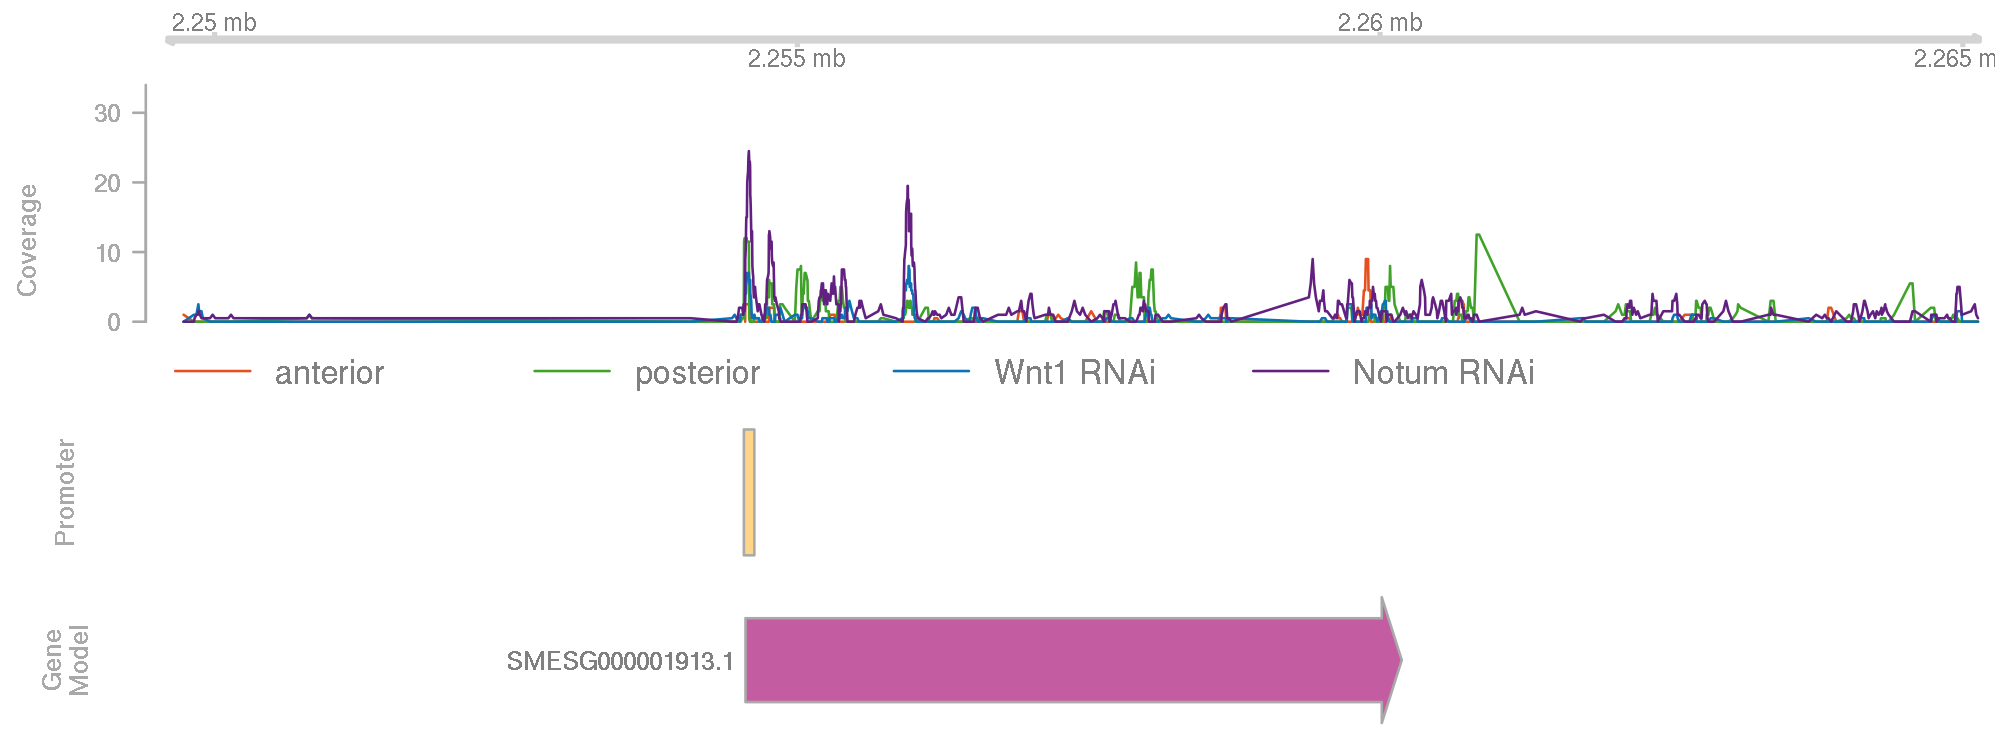 2.25 mb
2.26 mb
2.255 mb
2.265 m
30
20
10
0
Coverage
anterior
posterior
Wnt1 RNAi
Notum RNAi
Promoter
Gene
Model
SMESG000001913.1